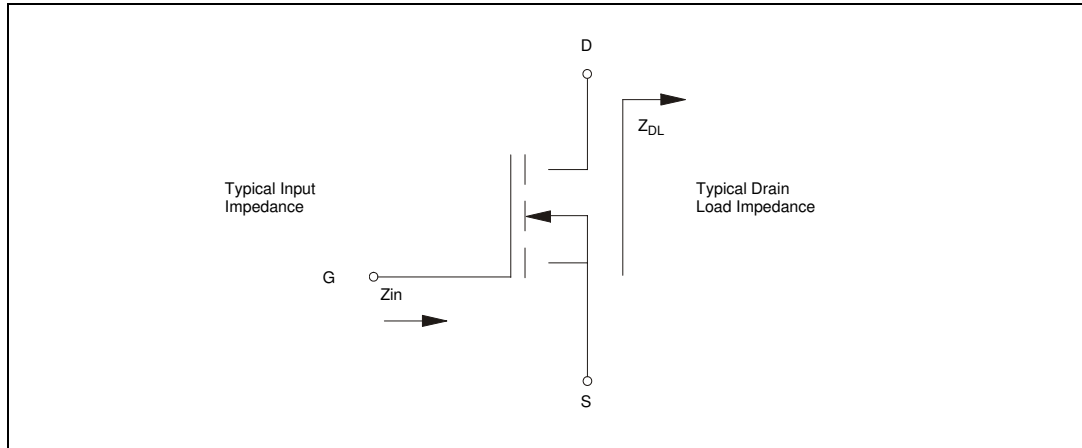 D
Z_DL
Typical Input
Impedance
Typical Drain
Load Impedance
G
Zin
S